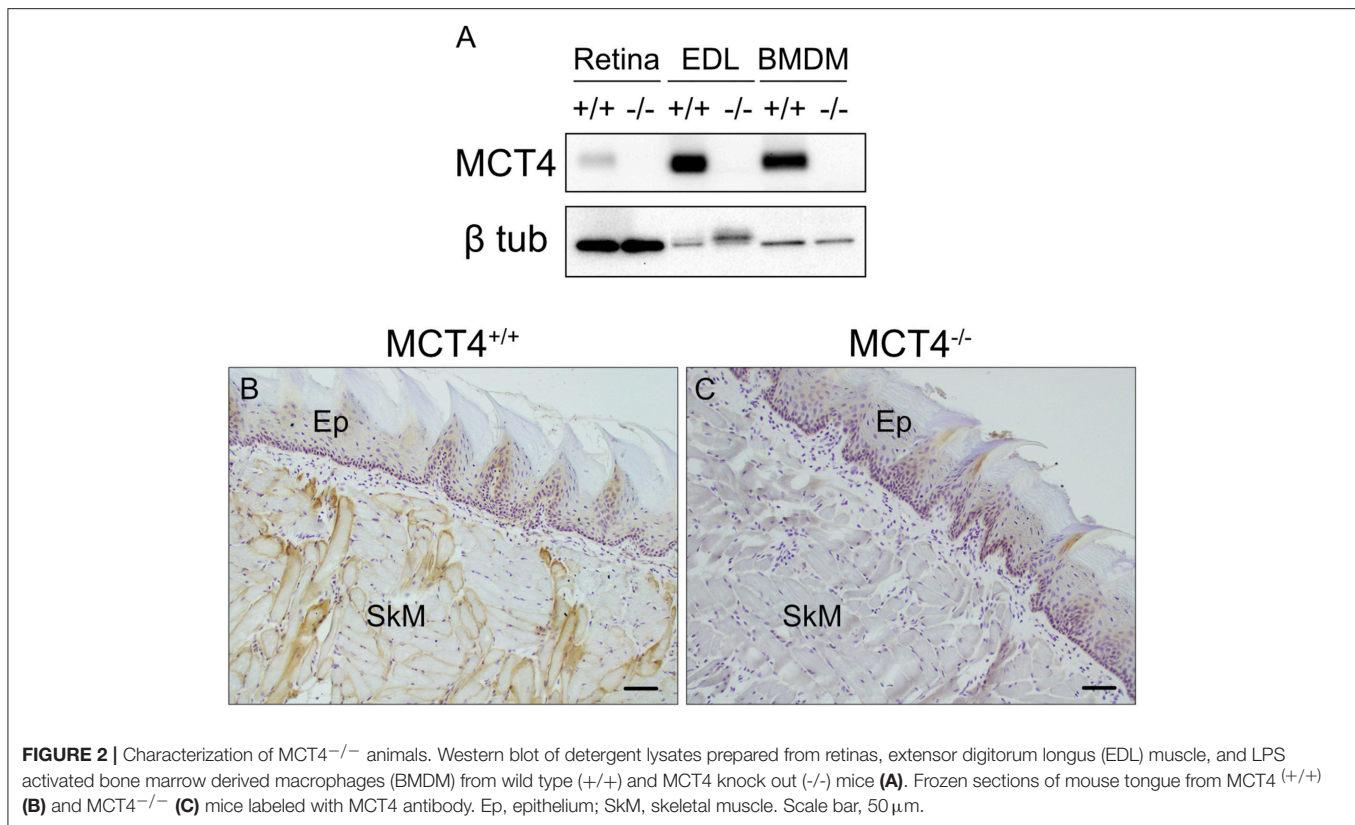 A
Retina EDL BMDM
+/+ -/- +/+ -/- +/+ -/-
MCT4
β tub
MCT4+/+
MCT4-/-
B
Ep
SkM
C
Ep
SkM
FIGURE 2 | Characterization of MCT4−/− animals. Western blot of detergent lysates prepared from retinas, extensor digitorum longus (EDL) muscle, and LPS
activated bone marrow derived macrophages (BMDM) from wild type (+/+) and MCT4 knock out (-/-) mice (A). Frozen sections of mouse tongue from MCT4 (+/+)
(B) and MCT4−/− (C) mice labeled with MCT4 antibody. Ep, epithelium; SkM, skeletal muscle. Scale bar, 50 μm.